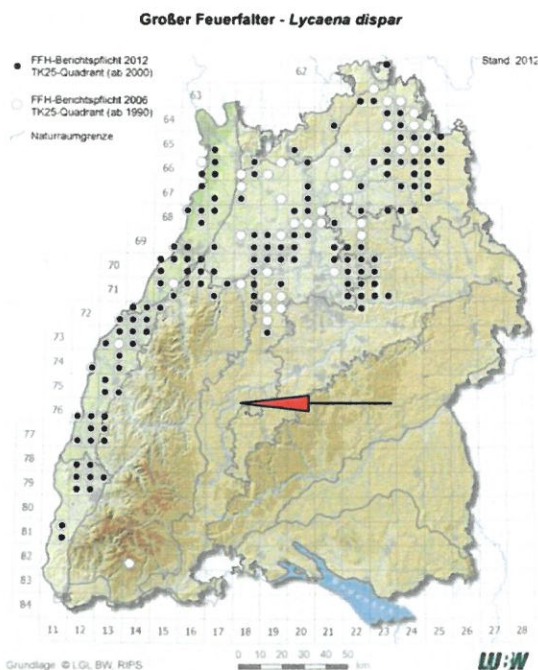 Großer Feuerfalter - Lycaena dispar
FFH-Berichtspflicht 2012
TK25-Quadrant (ab 2000)
FFH-Berichtspflicht 2006
TK25-Quadrant (ab 1990)
Naturraumgrenze
Stand: 2012
62
63
64
65
66
67
68
69
70
71
72
73
74
75
76
77
78
79
80
81
82
83
84
11 12 13 14 15 16 17 18 19 20 21 22 23 24 25 26 27 28
0 10 20 30 40 50 km
Grundlage: © LGL BW, RIPS
LUBW